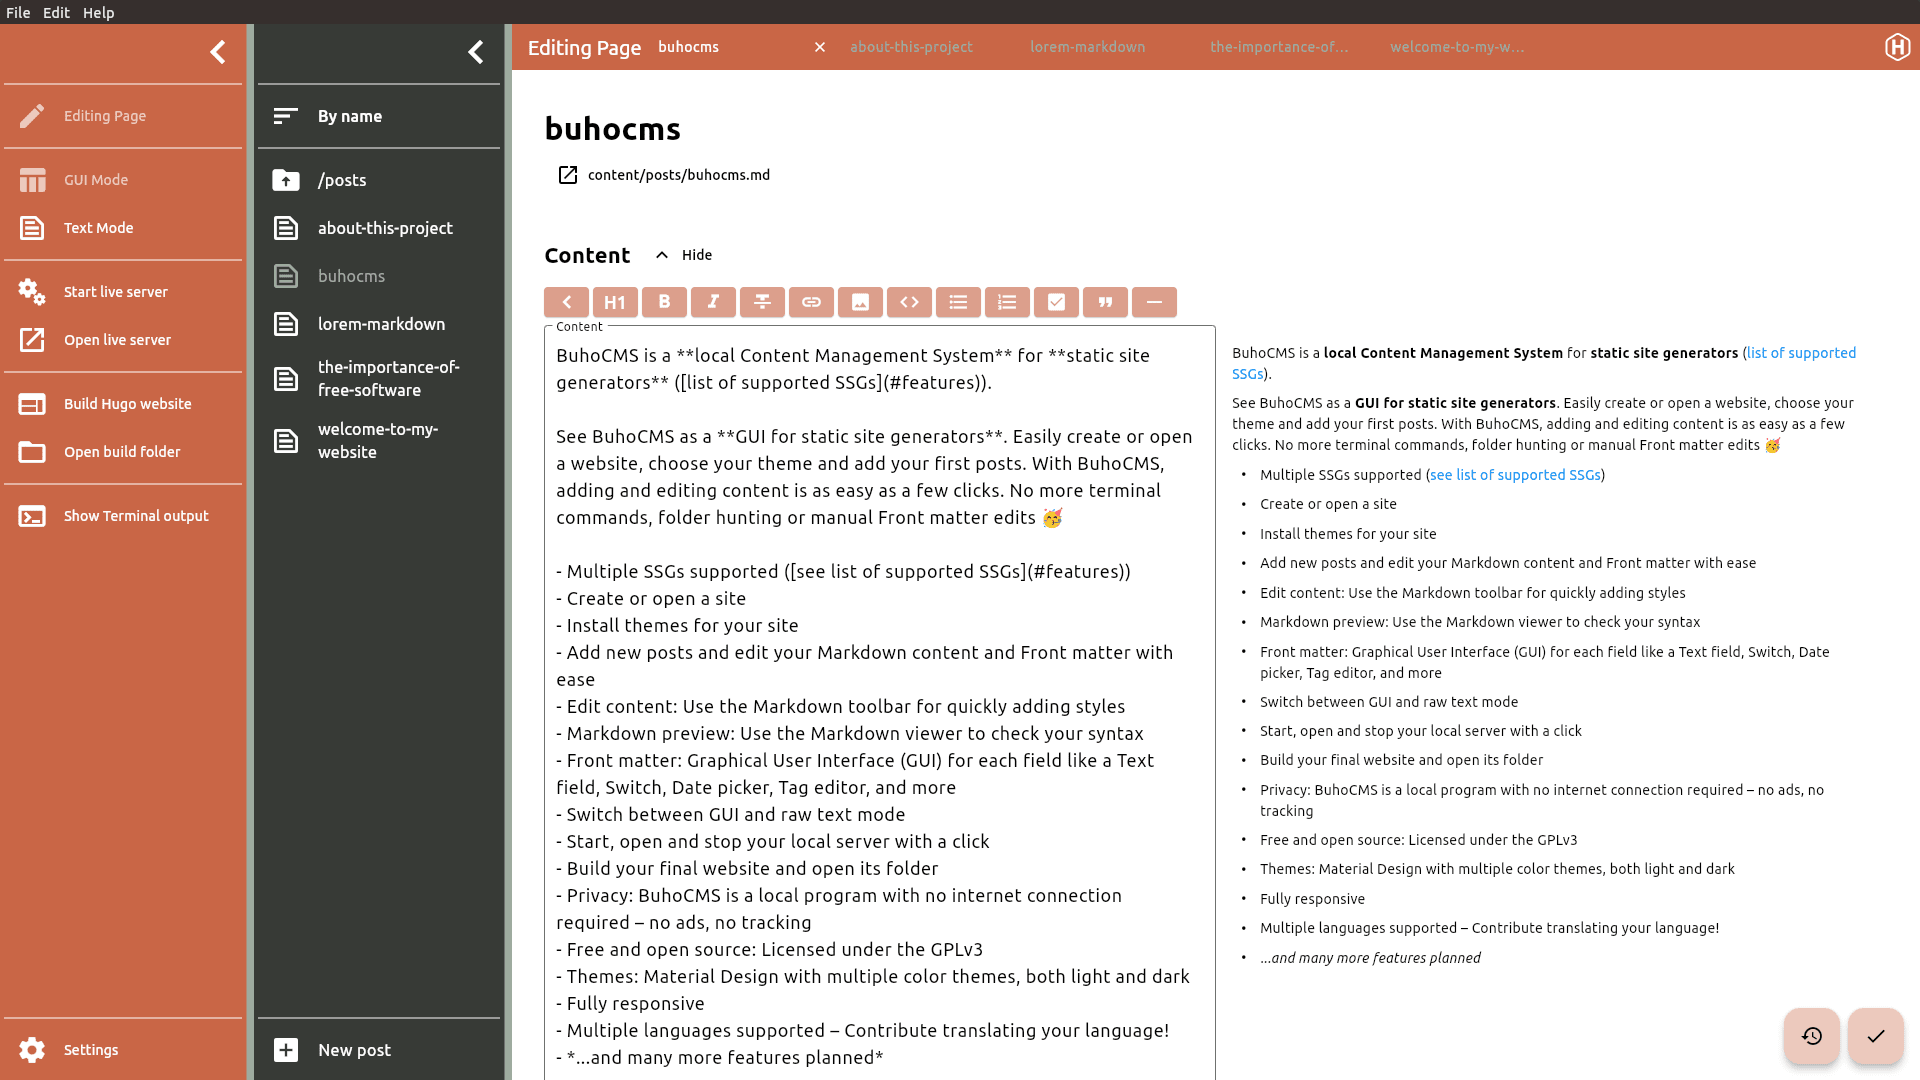 File Edit Help
Editing Page
GUI Mode
Text Mode
Start live server
Open live server
Build Hugo website
Open build folder
Show Terminal output
Settings
By name
/posts
about-this-project
buhocms
lorem-markdown
the-importance-of-
free-software
welcome-to-my-
website
New post
Editing Page buhocms about-this-project lorem-markdown the-importance-of... welcome-to-my-w...
buhocms
content/posts/buhocms.md
Content Hide
H1 B I
Content
BuhoCMS is a **local Content Management System** for **static site
generators** ([list of supported SSGs](#features)).
See BuhoCMS as a **GUI for static site generators**. Easily create or open
a website, choose your theme and add your first posts. With BuhoCMS,
adding and editing content is as easy as a few clicks. No more terminal
commands, folder hunting or manual Front matter edits 🥳
- Multiple SSGs supported ([see list of supported SSGs](#features))
- Create or open a site
- Install themes for your site
- Add new posts and edit your Markdown content and Front matter with
ease
- Edit content: Use the Markdown toolbar for quickly adding styles
- Markdown preview: Use the Markdown viewer to check your syntax
- Front matter: Graphical User Interface (GUI) for each field like a Text
field, Switch, Date picker, Tag editor, and more
- Switch between GUI and raw text mode
- Start, open and stop your local server with a click
- Build your final website and open its folder
- Privacy: BuhoCMS is a local program with no internet connection
required – no ads, no tracking
- Free and open source: Licensed under the GPLv3
- Themes: Material Design with multiple color themes, both light and dark
- Fully responsive
- Multiple languages supported – Contribute translating your language!
- *...and many more features planned*
BuhoCMS is a local Content Management System for static site generators (list of supported
SSGs).
See BuhoCMS as a GUI for static site generators. Easily create or open a website, choose your
theme and add your first posts. With BuhoCMS, adding and editing content is as easy as a few
clicks. No more terminal commands, folder hunting or manual Front matter edits 🥳
• Multiple SSGs supported (see list of supported SSGs)
• Create or open a site
• Install themes for your site
• Add new posts and edit your Markdown content and Front matter with ease
• Edit content: Use the Markdown toolbar for quickly adding styles
• Markdown preview: Use the Markdown viewer to check your syntax
• Front matter: Graphical User Interface (GUI) for each field like a Text field, Switch, Date
picker, Tag editor, and more
• Switch between GUI and raw text mode
• Start, open and stop your local server with a click
• Build your final website and open its folder
• Privacy: BuhoCMS is a local program with no internet connection required – no ads, no
tracking
• Free and open source: Licensed under the GPLv3
• Themes: Material Design with multiple color themes, both light and dark
• Fully responsive
• Multiple languages supported – Contribute translating your language!
• ...and many more features planned